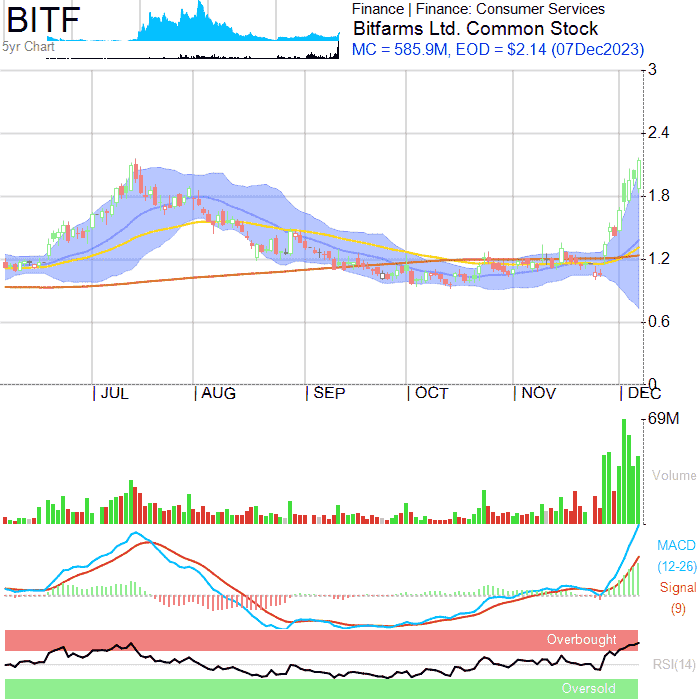 BITF
5yr Chart
Finance | Finance: Consumer Services
Bitfarms Ltd. Common Stock
MC = 585.9M, EOD = $2.14 (07Dec2023)
3
2.4
1.8
1.2
0.6
0
JUL AUG SEP OCT NOV DEC
69M
Volume
MACD
(12-26)
Signal
(9)
Overbought
RSI(14)
Oversold